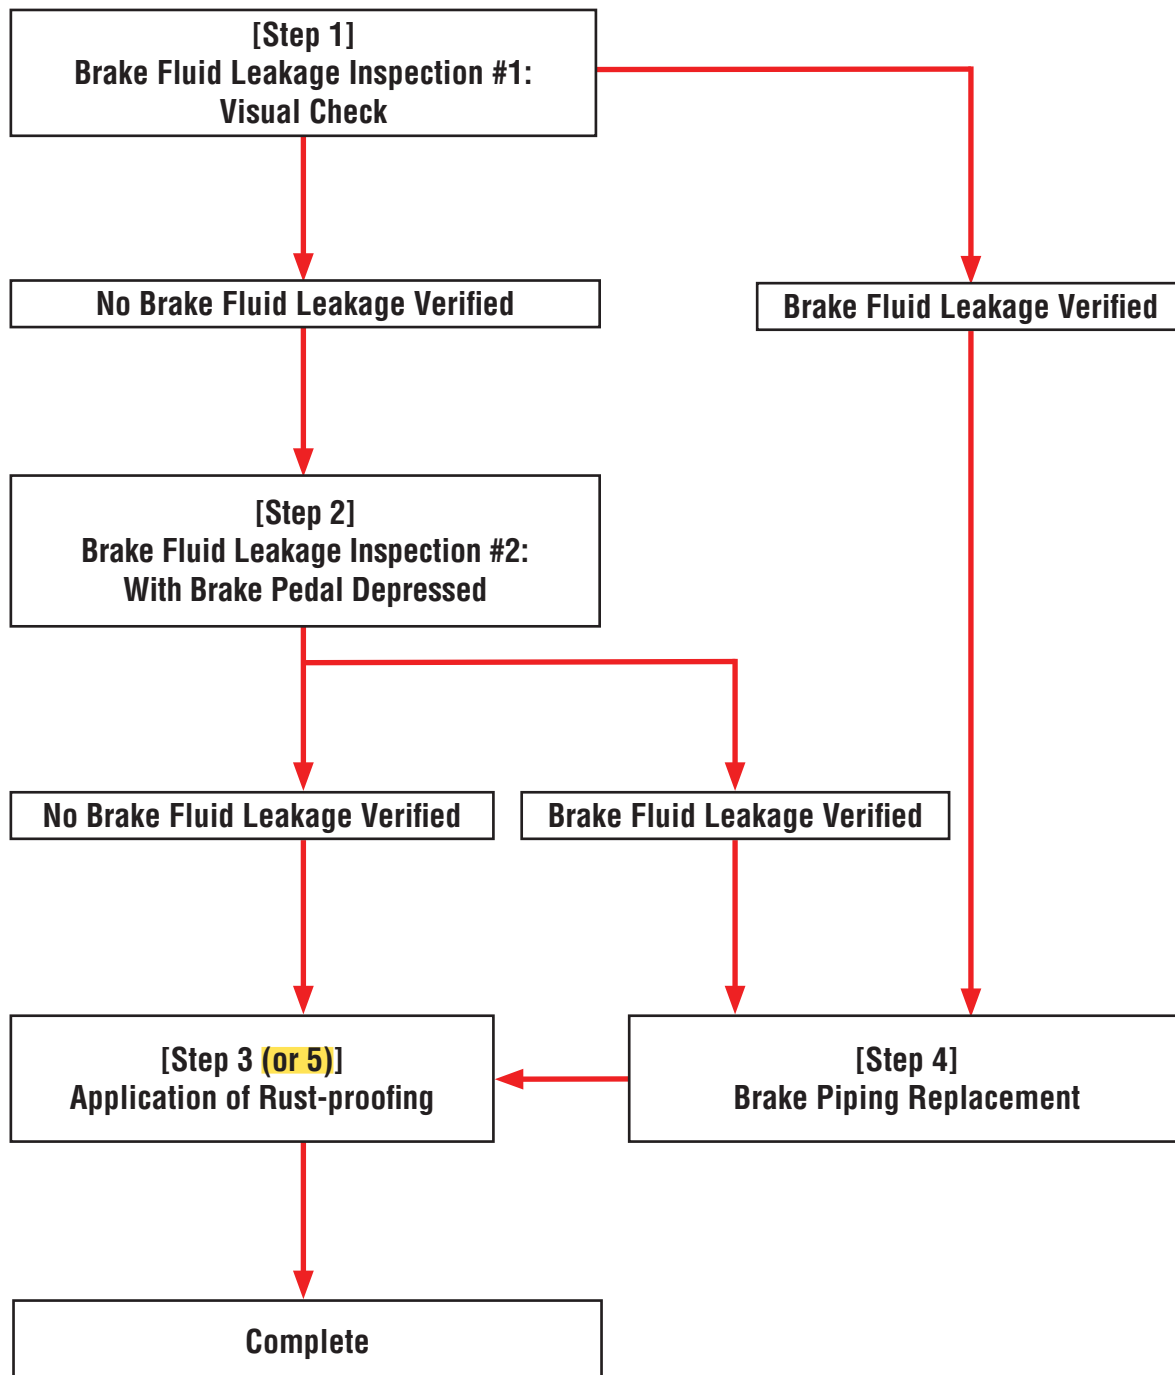 [Step 1]
Brake Fluid Leakage Inspection #1:
Visual Check
No Brake Fluid Leakage Verified
Brake Fluid Leakage Verified
[Step 2]
Brake Fluid Leakage Inspection #2:
With Brake Pedal Depressed
No Brake Fluid Leakage Verified
Brake Fluid Leakage Verified
[Step 3 (or 5)]
Application of Rust-proofing
[Step 4]
Brake Piping Replacement
Complete